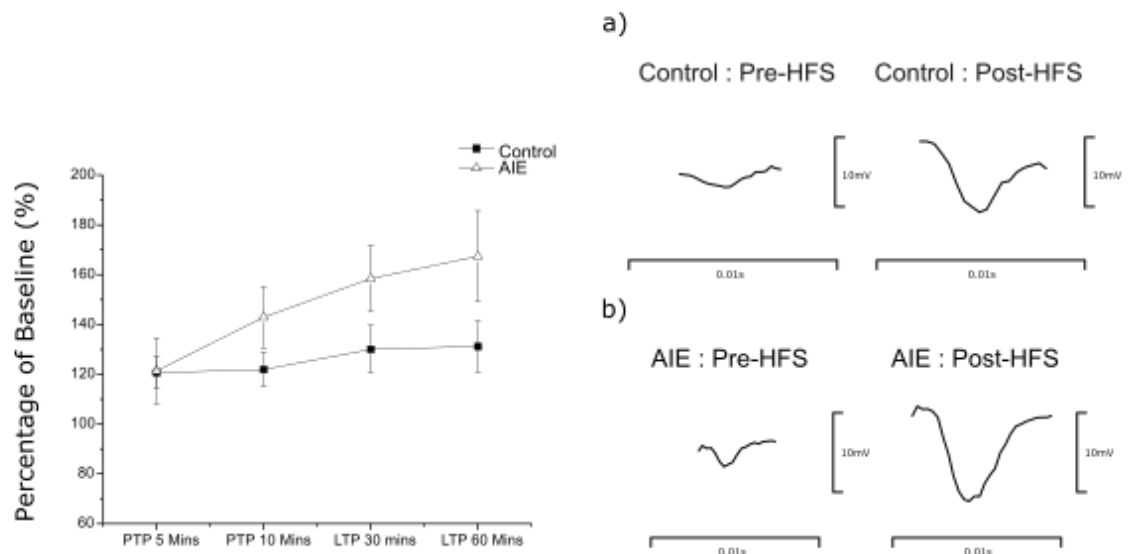 Control
AIE
Percentage of Baseline (%)
200
180
160
140
120
100
80
60
PTP 5 Mins
PTP 10 Mins
LTP 30 mins
LTP 60 Mins
a)
Control : Pre-HFS
Control : Post-HFS
10mV
10mV
0.01s
0.01s
b)
AIE : Pre-HFS
AIE : Post-HFS
10mV
10mV
0.01s
0.01s